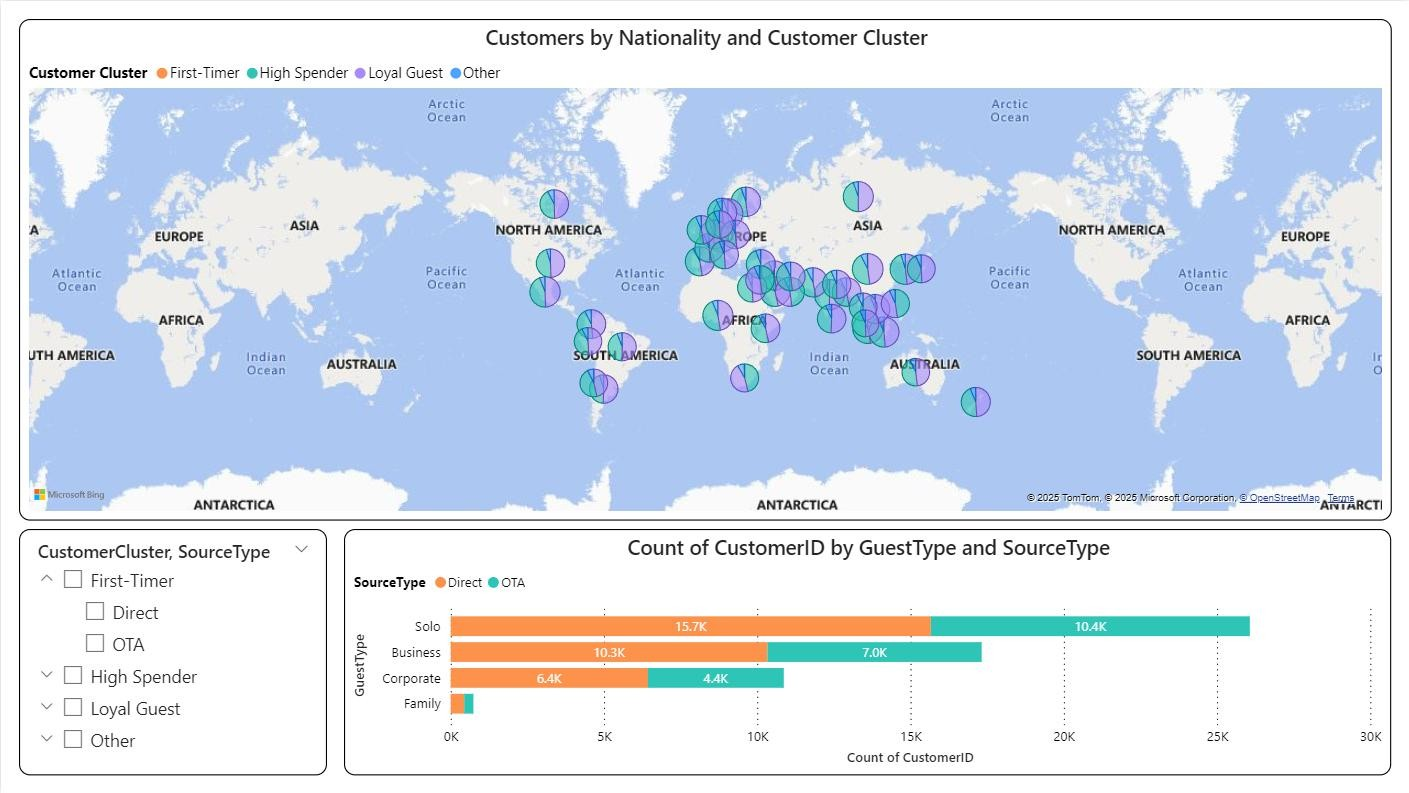 Customers by Nationality and Customer Cluster
Customer Cluster First-Timer High Spender Loyal Guest Other
Arctic Ocean
Arctic Ocean
A
EUROPE
ASIA
NORTH AMERICA
ROPE
ASIA
NORTH AMERICA
EUROPE
Atlantic Ocean
Pacific Ocean
Atlantic Ocean
Pacific Ocean
Atlantic Ocean
AFRICA
AFRICA
AFRICA
UTH AMERICA
Indian Ocean
AUSTRALIA
SOUTH AMERICA
Indian Ocean
AUSTRALIA
SOUTH AMERICA
Ir
O
ANTARCTICA
ANTARCTICA
ANTARCTI
Microsoft Bing
© 2025 TomTom, © 2025 Microsoft Corporation, © OpenStreetMap Terms
CustomerCluster, SourceType
First-Timer
Direct
OTA
High Spender
Loyal Guest
Other
Count of CustomerID by GuestType and SourceType
SourceType Direct OTA
GuestType
Solo 15.7K 10.4K
Business 10.3K 7.0K
Corporate 6.4K 4.4K
Family
0K 5K 10K 15K 20K 25K 30K
Count of CustomerID